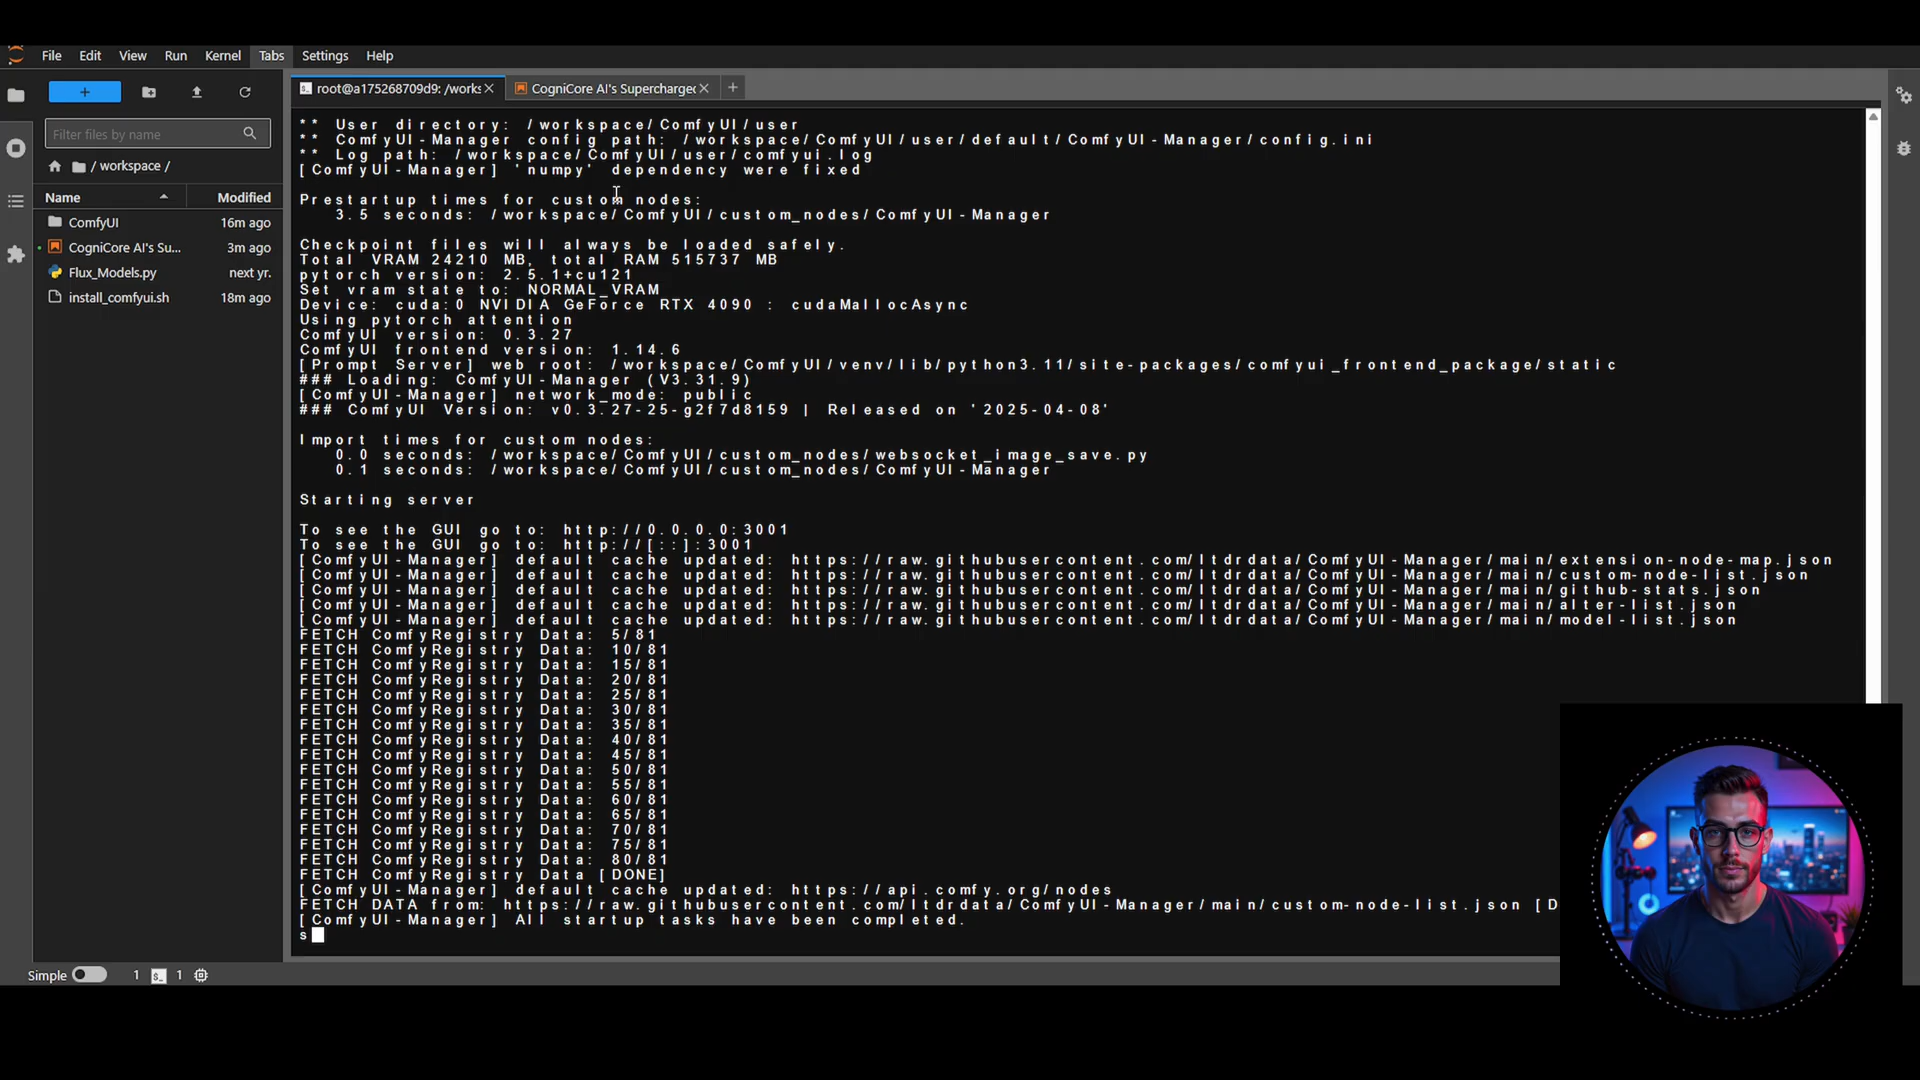 File Edit View Run Kernel Tabs Settings Help
root@a175268709d9: /works
CogniCore AI's Supercharged
Filter files by name
/ workspace /
Name Modified
ComfyUI 16m ago
CogniCore AI's Su... 3m ago
Flux_Models.py next yr.
install_comfyui.sh 18m ago
** User directory: /workspace/ComfyUI/user
** ComfyUI-Manager config path: /workspace/ComfyUI/user/default/ComfyUI-Manager/config.ini
** Log path: /workspace/ComfyUI/user/comfyui.log
[ComfyUI-Manager] 'numpy' dependency were fixed
Prestartup times for custom nodes:
3.5 seconds: /workspace/ComfyUI/custom_nodes/ComfyUI-Manager
Checkpoint files will always be loaded safely.
Total VRAM 24210 MB, total RAM 515737 MB
pytorch version: 2.5.1+cu121
Set vram state to: NORMAL_VRAM
Device: cuda:0 NVIDIA GeForce RTX 4090 : cudaMallocAsync
Using pytorch attention
ComfyUI version: 0.3.27
ComfyUI frontend version: 1.14.6
[Prompt Server] web root: /workspace/ComfyUI/venv/lib/python3.11/site-packages/comfyui_frontend_package/static
### Loading: ComfyUI-Manager (V3.31.9)
[ComfyUI-Manager] network_mode: public
### ComfyUI Version: v0.3.27-25-g2f7d8159 | Released on '2025-04-08'
Import times for custom nodes:
0.0 seconds: /workspace/ComfyUI/custom_nodes/websocket_image_save.py
0.1 seconds: /workspace/ComfyUI/custom_nodes/ComfyUI-Manager
Starting server
To see the GUI go to: http://0.0.0.0:3001
To see the GUI go to: http://[::]:3001
[ComfyUI-Manager] default cache updated: https://raw.githubusercontent.com/ltdrdata/ComfyUI-Manager/main/extension-node-map.json
[ComfyUI-Manager] default cache updated: https://raw.githubusercontent.com/ltdrdata/ComfyUI-Manager/main/custom-node-list.json
[ComfyUI-Manager] default cache updated: https://raw.githubusercontent.com/ltdrdata/ComfyUI-Manager/main/github-stats.json
[ComfyUI-Manager] default cache updated: https://raw.githubusercontent.com/ltdrdata/ComfyUI-Manager/main/alter-list.json
[ComfyUI-Manager] default cache updated: https://raw.githubusercontent.com/ltdrdata/ComfyUI-Manager/main/model-list.json
FETCH ComfyRegistry Data: 5/81
FETCH ComfyRegistry Data: 10/81
FETCH ComfyRegistry Data: 15/81
FETCH ComfyRegistry Data: 20/81
FETCH ComfyRegistry Data: 25/81
FETCH ComfyRegistry Data: 30/81
FETCH ComfyRegistry Data: 35/81
FETCH ComfyRegistry Data: 40/81
FETCH ComfyRegistry Data: 45/81
FETCH ComfyRegistry Data: 50/81
FETCH ComfyRegistry Data: 55/81
FETCH ComfyRegistry Data: 60/81
FETCH ComfyRegistry Data: 65/81
FETCH ComfyRegistry Data: 70/81
FETCH ComfyRegistry Data: 75/81
FETCH ComfyRegistry Data: 80/81
FETCH ComfyRegistry Data [DONE]
[ComfyUI-Manager] default cache updated: https://api.comfy.org/nodes
FETCH DATA from: https://raw.githubusercontent.com/ltdrdata/ComfyUI-Manager/main/custom-node-list.json [D
[ComfyUI-Manager] All startup tasks have been completed.
s
Simple 1 1